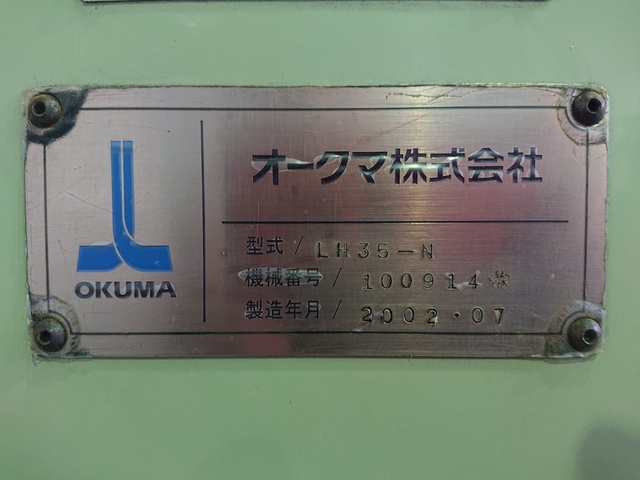 オークマ株式会社
OKUMA
型式 / LH35-N
機械番号 / 100914
製造年月 / 2002・07